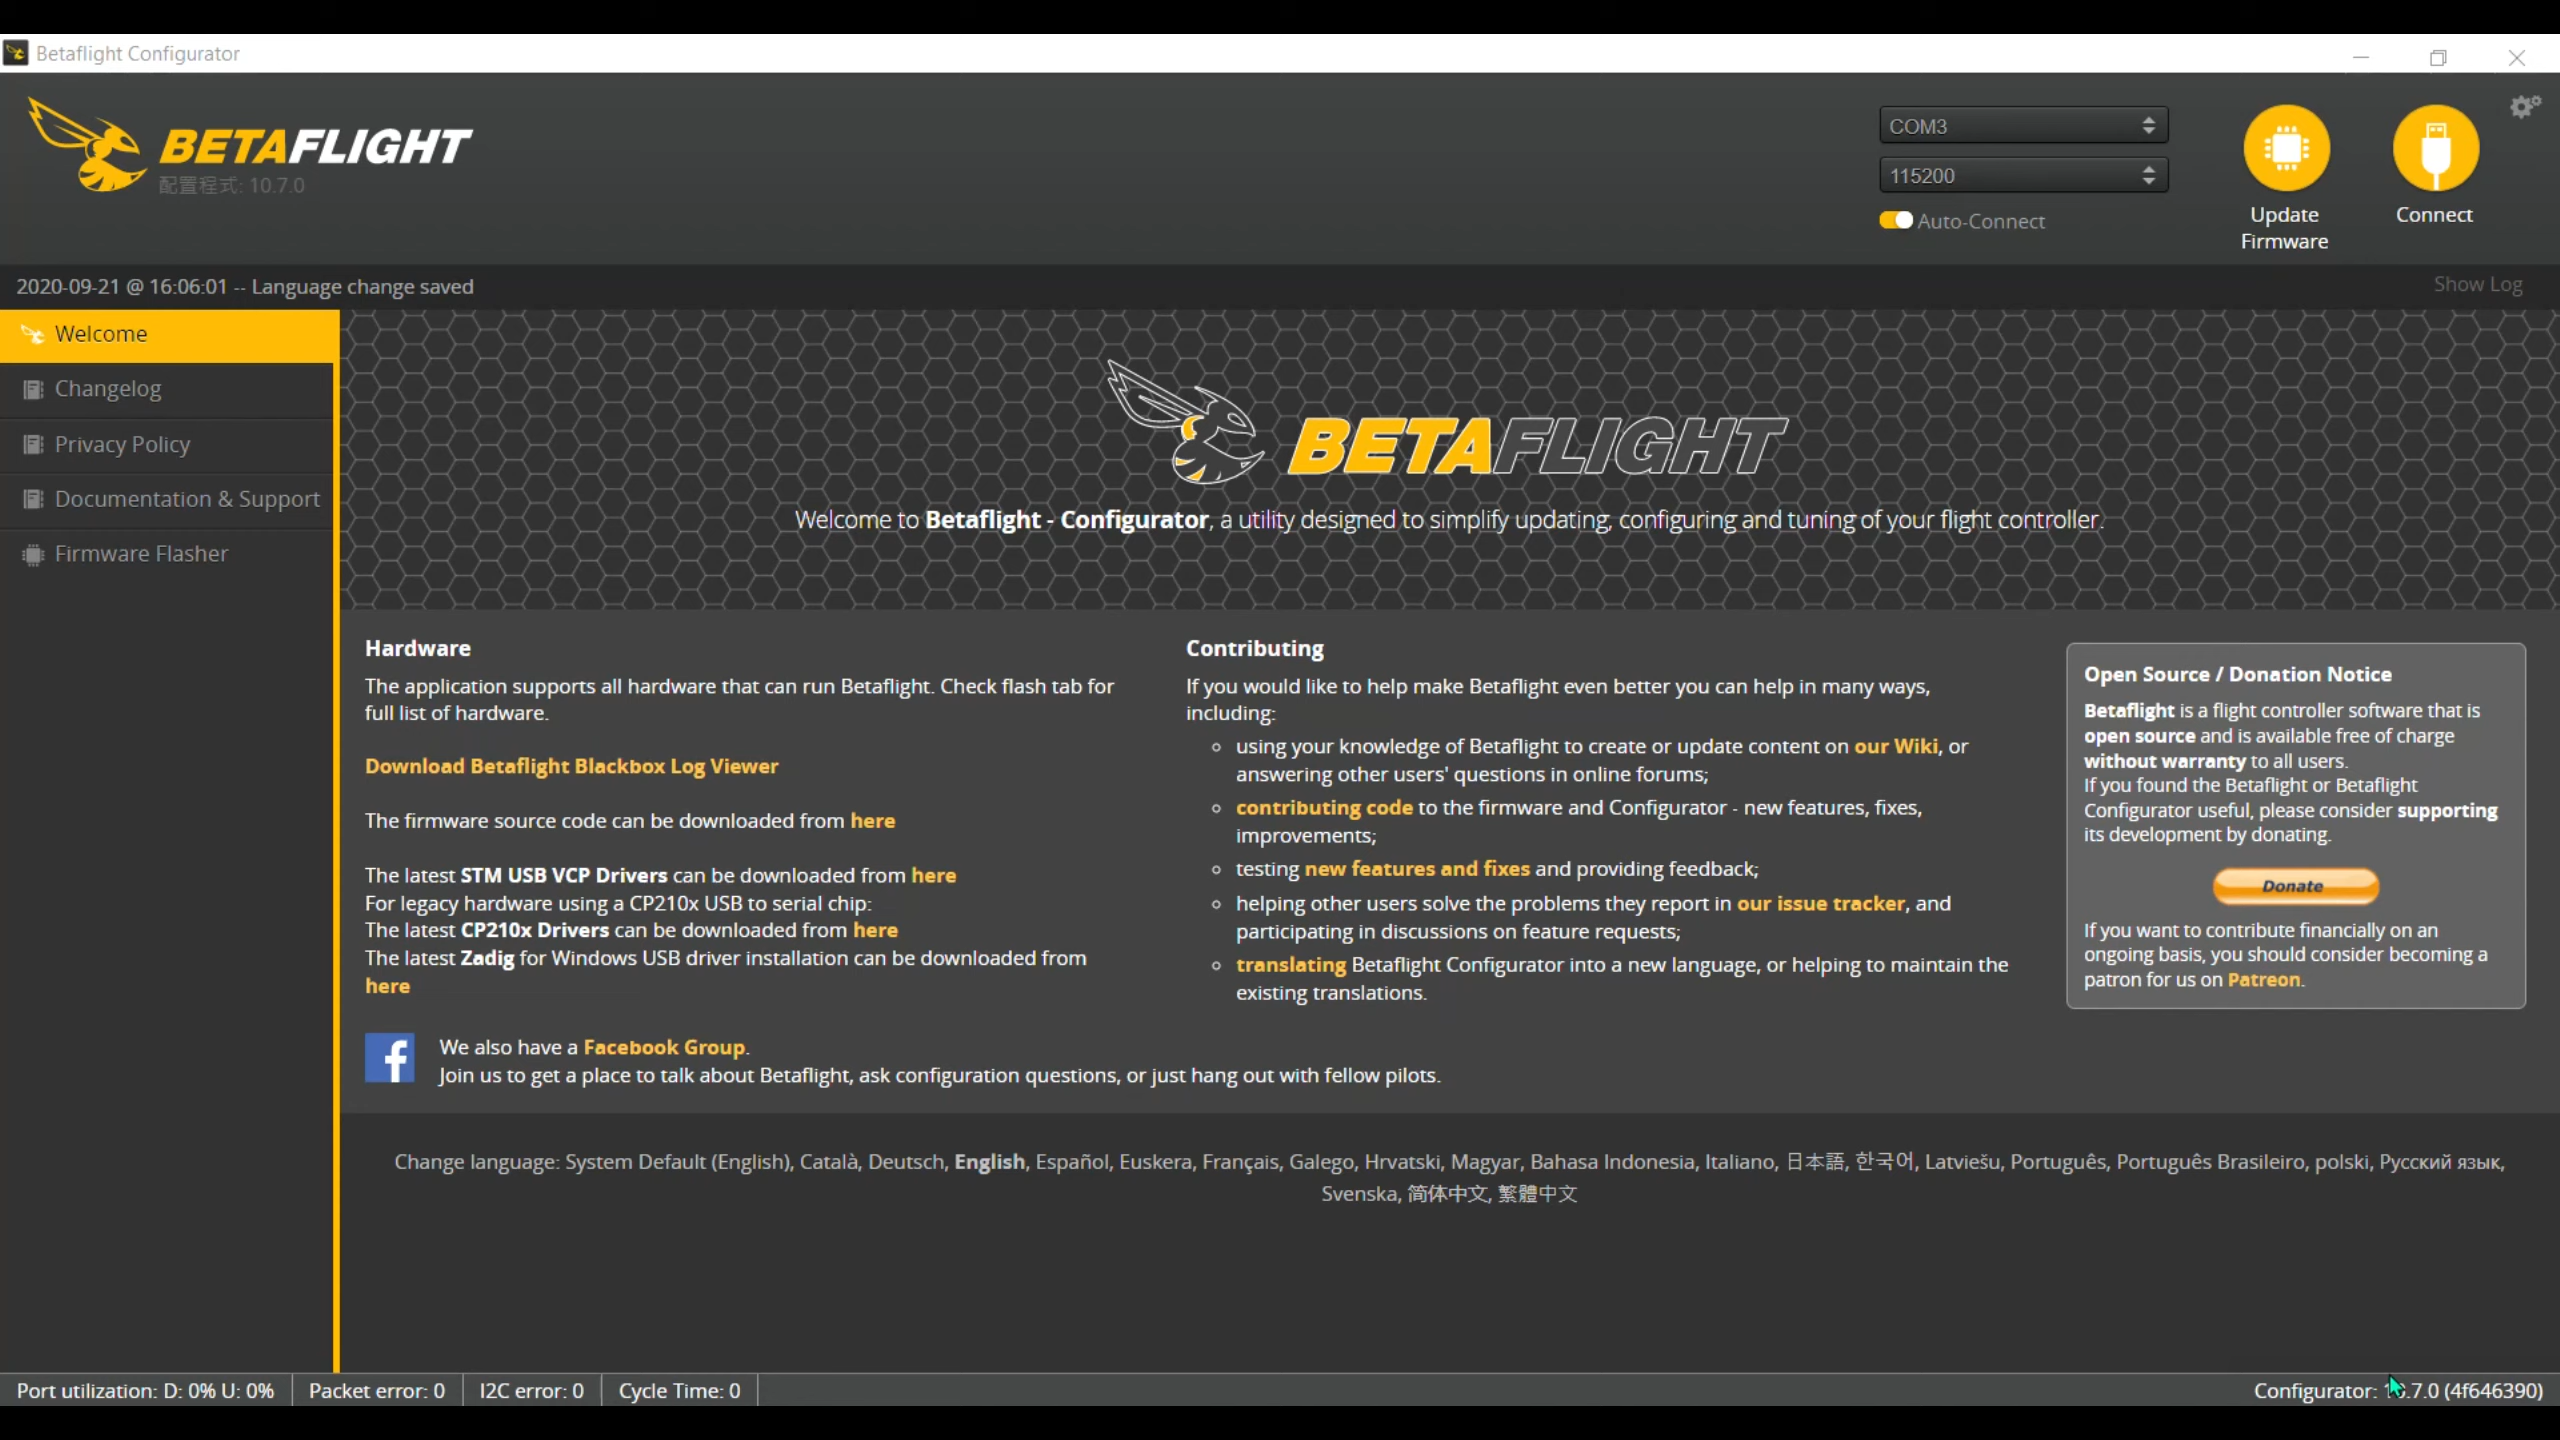 Betaflight Configurator
BETAFLIGHT
配置程式: 10.7.0
COM3
115200
Auto-Connect
Update
Firmware
Connect
2020-09-21 @ 16:06:01 -- Language change saved
Show Log
Welcome
Changelog
Privacy Policy
Documentation & Support
Firmware Flasher
BETAFLIGHT
Welcome to Betaflight - Configurator, a utility designed to simplify updating, configuring and tuning of your flight controller.
Hardware
The application supports all hardware that can run Betaflight. Check flash tab for
full list of hardware.
Download Betaflight Blackbox Log Viewer
The firmware source code can be downloaded from here
The latest STM USB VCP Drivers can be downloaded from here
For legacy hardware using a CP210x USB to serial chip:
The latest CP210x Drivers can be downloaded from here
The latest Zadig for Windows USB driver installation can be downloaded from
here
We also have a Facebook Group.
Join us to get a place to talk about Betaflight, ask configuration questions, or just hang out with fellow pilots.
Contributing
If you would like to help make Betaflight even better you can help in many ways,
including:
using your knowledge of Betaflight to create or update content on our Wiki, or
answering other users' questions in online forums;
contributing code to the firmware and Configurator - new features, fixes,
improvements;
testing new features and fixes and providing feedback;
helping other users solve the problems they report in our issue tracker, and
participating in discussions on feature requests;
translating Betaflight Configurator into a new language, or helping to maintain the
existing translations.
Open Source / Donation Notice
Betaflight is a flight controller software that is
open source and is available free of charge
without warranty to all users.
If you found the Betaflight or Betaflight
Configurator useful, please consider supporting
its development by donating.
Donate
If you want to contribute financially on an
ongoing basis, you should consider becoming a
patron for us on Patreon.
Change language: System Default (English), Català, Deutsch, English, Español, Euskera, Français, Galego, Hrvatski, Magyar, Bahasa Indonesia, Italiano, 日本語, 한국어, Latviešu, Português, Português Brasileiro, polski, Русский язык,
Svenska, 简体中文, 繁體中文
Port utilization: D: 0% U: 0%
Packet error: 0
I2C error: 0
Cycle Time: 0
Configurator: 10.7.0 (4f646390)